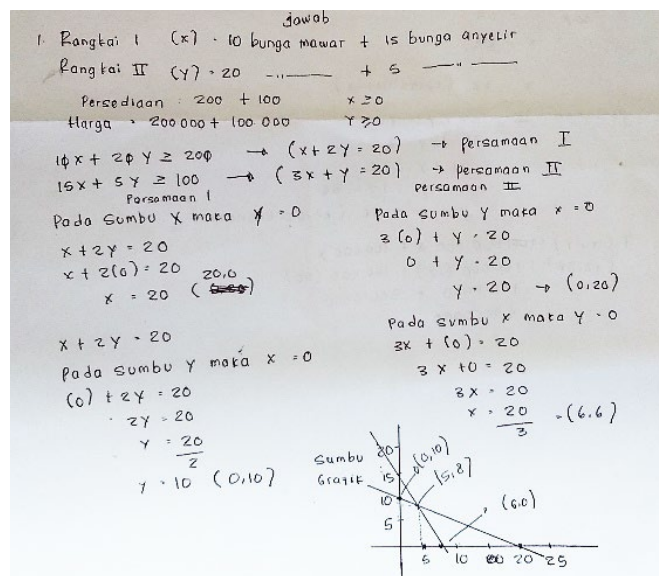 jawab
1. Rangkai I (x) = 10 bunga mawar + 15 bunga anyelir
Rangkai II (y) = 20 —"— + 5 —"—
Persediaan : 200 + 100 x ≥ 0
Harga = 200 000 + 100.000 Y ≥ 0
10x + 20y ≥ 200 → (x + 2y = 20) → persamaan I
15x + 5y ≥ 100 → (3x + y = 20) → persamaan II
Persamaan I
Pada Sumbu X maka y = 0
x + 2y = 20
x + 2(0) = 20
x = 20 (20,0)
x + 2y = 20
Pada Sumbu Y maka x = 0
(0) + 2y = 20
2y = 20
y = 20
2
y = 10 (0,10)
persamaan II
Pada Sumbu Y maka x = 0
3(0) + y = 20
0 + y = 20
y = 20 → (0,20)
Pada Sumbu x maka y = 0
3x + (0) = 20
3x + 0 = 20
3x = 20
x = 20 = (6.6)
3
Sumbu
Grafik
20
15
10
5
(0,10)
(5,8)
(6.0)
5 10 20 25